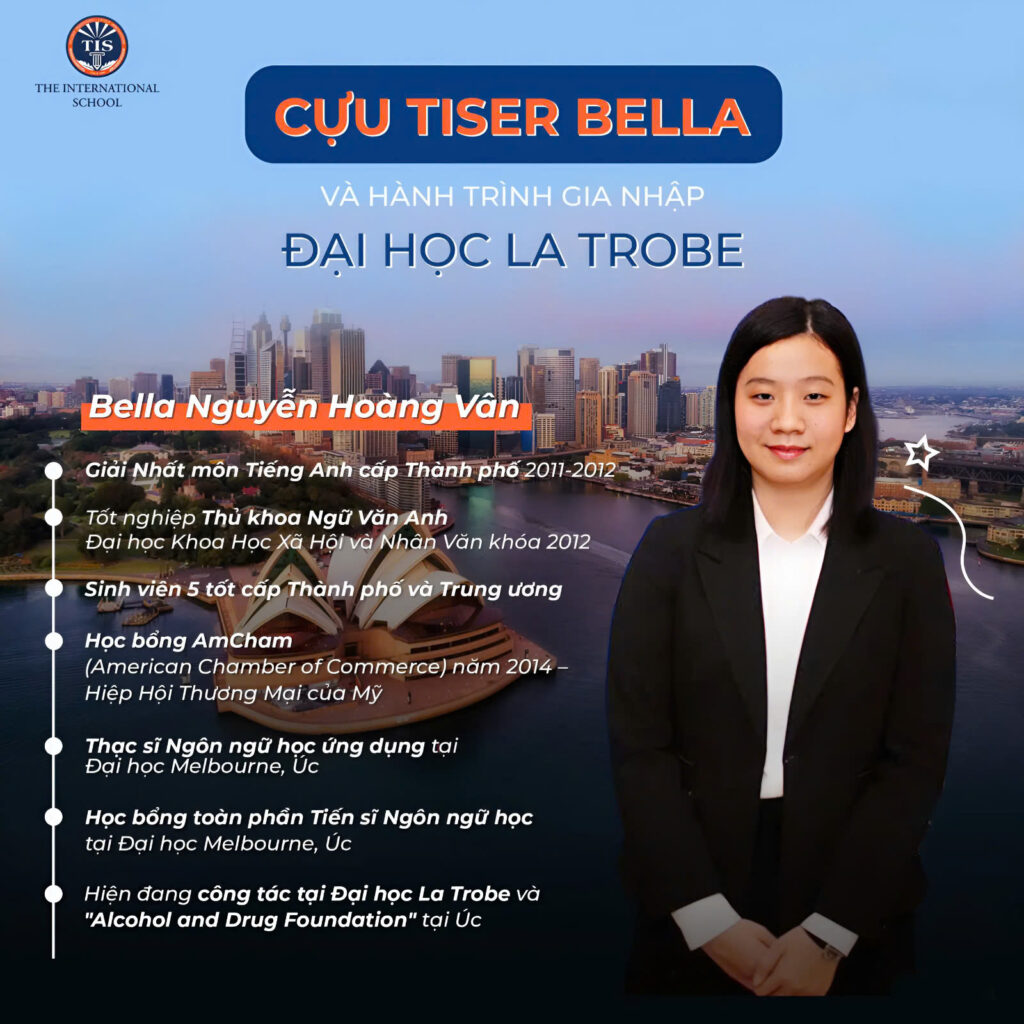 TIS
THE INTERNATIONAL
SCHOOL
CỰU TISER BELLA
VÀ HÀNH TRÌNH GIA NHẬP
ĐẠI HỌC LA TROBE
Bella Nguyễn Hoàng Vân
Giải Nhất môn Tiếng Anh cấp Thành phố 2011-2012
Tốt nghiệp Thủ khoa Ngữ Văn Anh
Đại học Khoa Học Xã Hội và Nhân Văn khóa 2012
Sinh viên 5 tốt cấp Thành phố và Trung ương
Học bổng AmCham
(American Chamber of Commerce) năm 2014 –
Hiệp Hội Thương Mại của Mỹ
Thạc sĩ Ngôn ngữ học ứng dụng tại
Đại học Melbourne, Úc
Học bổng toàn phần Tiến sĩ Ngôn ngữ học
tại Đại học Melbourne, Úc
Hiện đang công tác tại Đại học La Trobe và
"Alcohol and Drug Foundation" tại Úc